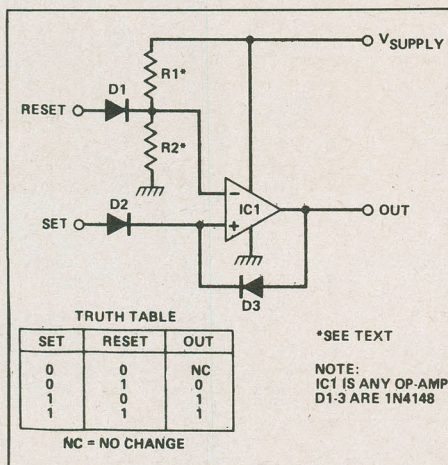 V SUPPLY
R1*
D1
RESET
R2*
D2
IC1
SET
OUT
D3
TRUTH TABLE
SET RESET OUT
0 0 NC
0 1 0
1 0 1
1 1 1
NC = NO CHANGE
*SEE TEXT
NOTE:
IC1 IS ANY OP-AMP
D1-3 ARE 1N4148